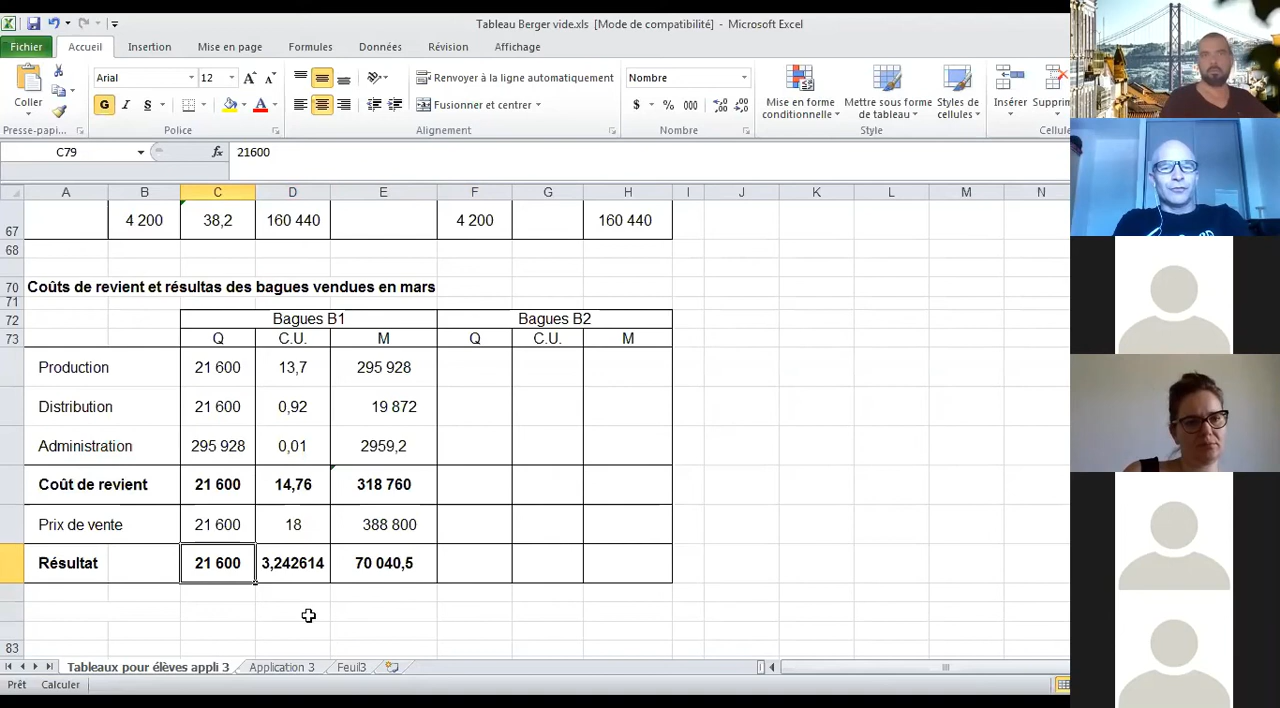 Tableau Berger vide.xls [Mode de compatibilité] - Microsoft Excel
Fichier Accueil Insertion Mise en page Formules Données Révision Affichage
Coller
Arial 12
G I S
Renvoyer à la ligne automatiquement
Fusionner et centrer
Nombre
$ % 000
Mise en forme conditionnelle
Mettre sous forme de tableau
Styles de cellules
Insérer
Supprim
Presse-papi... Police Alignement Nombre Style Cellule
C79 fx 21600
A B C D E F G H I J K L M N
67 4 200 38,2 160 440 4 200 160 440
68
70 Coûts de revient et résultas des bagues vendues en mars
71
72 Bagues B1 Bagues B2
73 Q C.U. M Q C.U. M
Production 21 600 13,7 295 928
Distribution 21 600 0,92 19 872
Administration 295 928 0,01 2959,2
Coût de revient 21 600 14,76 318 760
Prix de vente 21 600 18 388 800
Résultat 21 600 3,242614 70 040,5
83
Tableaux pour élèves appli 3 Application 3 Feuil3
Prêt Calculer